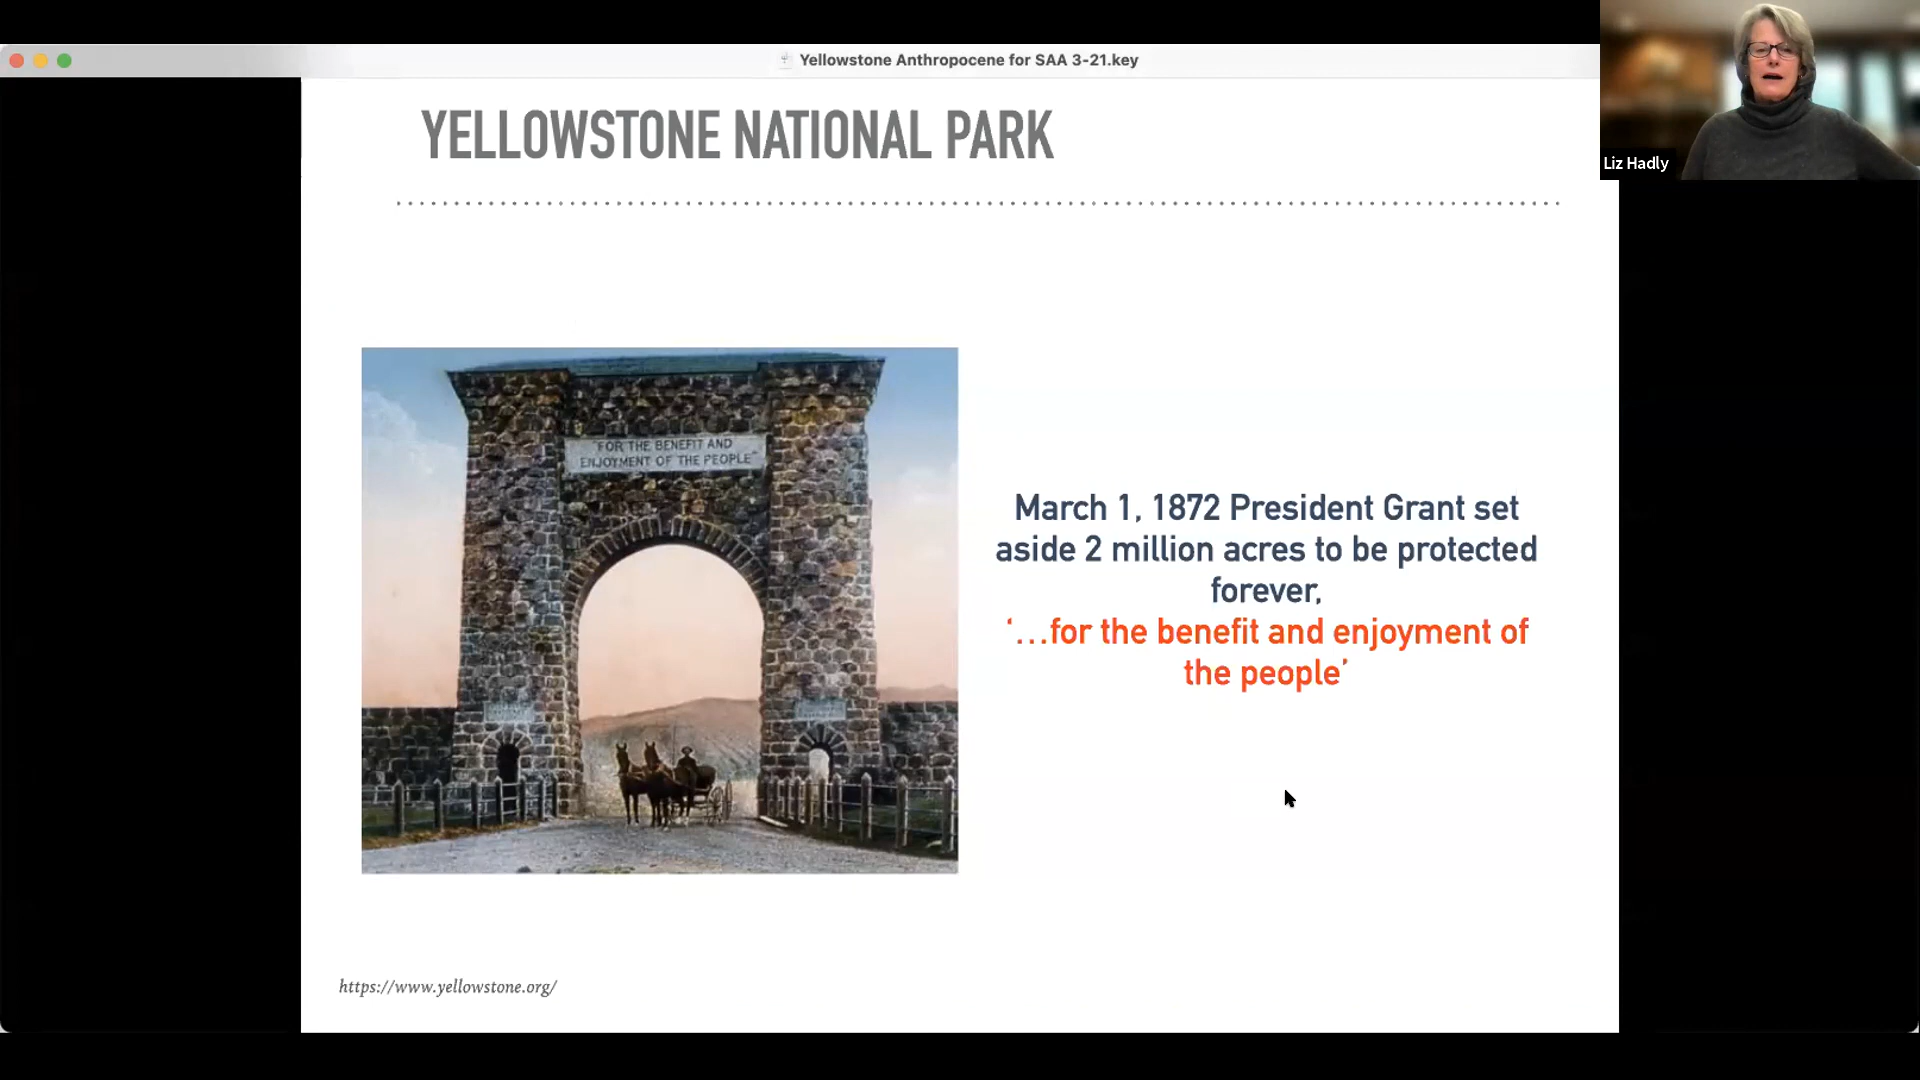 Yellowstone Anthropocene for SAA 3-21.key
Liz Hadly
YELLOWSTONE NATIONAL PARK
"FOR THE BENEFIT AND
ENJOYMENT OF THE PEOPLE"
March 1, 1872 President Grant set
aside 2 million acres to be protected
forever,
‘…for the benefit and enjoyment of
the people’
https://www.yellowstone.org/